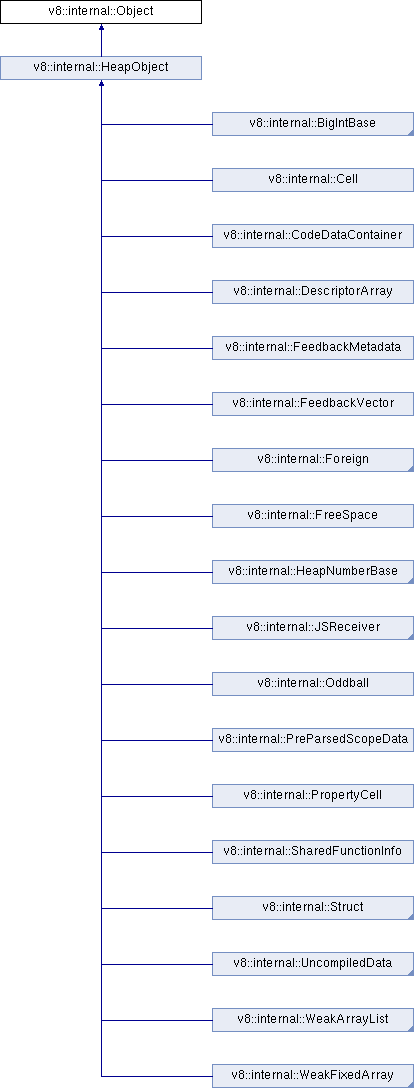 v8::internal::Object
v8::internal::HeapObject
v8::internal::BigIntBase
v8::internal::Cell
v8::internal::CodeDataContainer
v8::internal::DescriptorArray
v8::internal::FeedbackMetadata
v8::internal::FeedbackVector
v8::internal::Foreign
v8::internal::FreeSpace
v8::internal::HeapNumberBase
v8::internal::JSReceiver
v8::internal::Oddball
v8::internal::PreParsedScopeData
v8::internal::PropertyCell
v8::internal::SharedFunctionInfo
v8::internal::Struct
v8::internal::UncompiledData
v8::internal::WeakArrayList
v8::internal::WeakFixedArray